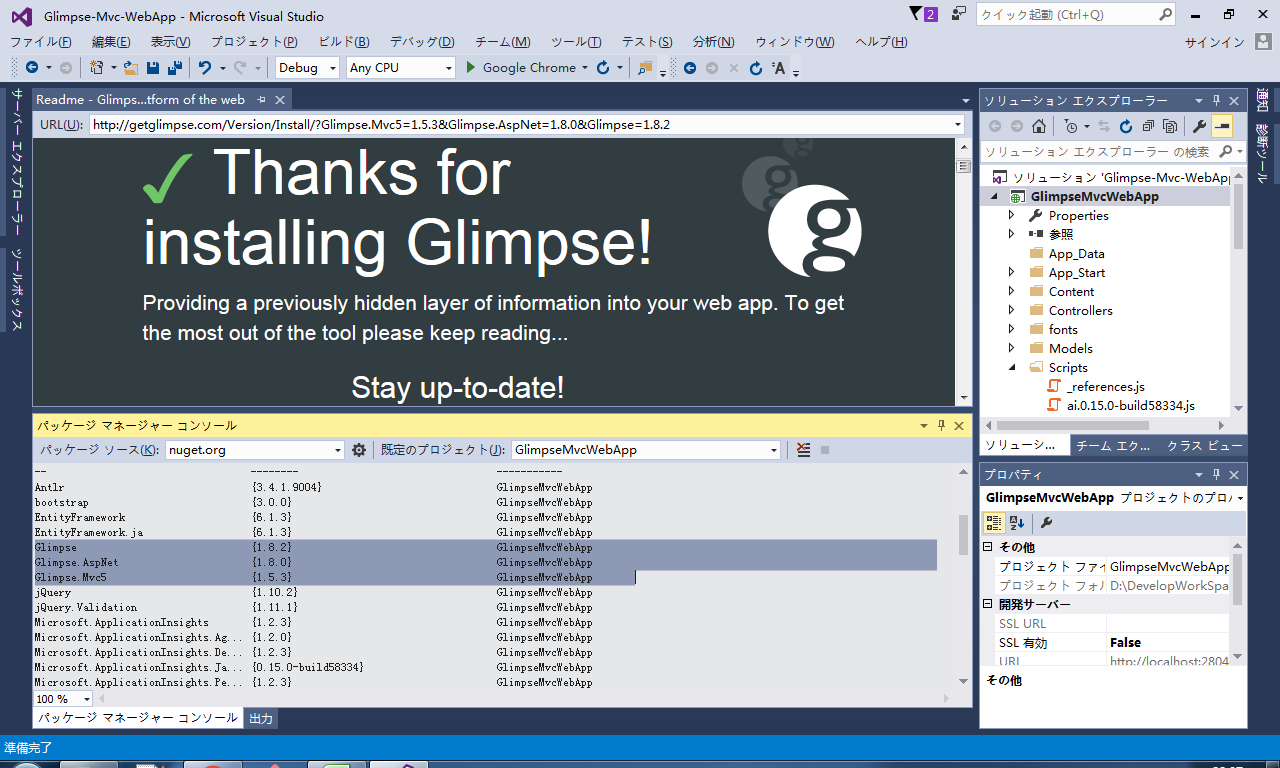 Glimpse-Mvc-WebApp - Microsoft Visual Studio
2
クイック起動 (Ctrl+Q)
ファイル(F) 編集(E) 表示(V) プロジェクト(P) ビルド(B) デバッグ(D) チーム(M) ツール(T) テスト(S) 分析(N) ウィンドウ(W) ヘルプ(H)
サインイン
Debug Any CPU Google Chrome
サーバー エクスプローラー
ツールボックス
Readme - Glimps...tform of the web
URL(U): http://getglimpse.com/Version/Install/?Glimpse.Mvc5=1.5.3&Glimpse.AspNet=1.8.0&Glimpse=1.8.2
Thanks for
installing Glimpse!
Providing a previously hidden layer of information into your web app. To get
the most out of the tool please keep reading...
Stay up-to-date!
パッケージ マネージャー コンソール
パッケージ ソース(K): nuget.org 既定のプロジェクト(J): GlimpseMvcWebApp
-- -------- -----------
Antlr {3.4.1.9004} GlimpseMvcWebApp
bootstrap {3.0.0} GlimpseMvcWebApp
EntityFramework {6.1.3} GlimpseMvcWebApp
EntityFramework.ja {6.1.3} GlimpseMvcWebApp
Glimpse {1.8.2} GlimpseMvcWebApp
Glimpse.AspNet {1.8.0} GlimpseMvcWebApp
Glimpse.Mvc5 {1.5.3} GlimpseMvcWebApp
jQuery {1.10.2} GlimpseMvcWebApp
jQuery.Validation {1.11.1} GlimpseMvcWebApp
Microsoft.ApplicationInsights {1.2.3} GlimpseMvcWebApp
Microsoft.ApplicationInsights.Ag... {1.2.0} GlimpseMvcWebApp
Microsoft.ApplicationInsights.De... {1.2.3} GlimpseMvcWebApp
Microsoft.ApplicationInsights.Ja... {0.15.0-build58334} GlimpseMvcWebApp
Microsoft.ApplicationInsights.Pe... {1.2.3} GlimpseMvcWebApp
100 %
パッケージ マネージャー コンソール 出力
ソリューション エクスプローラー
ソリューション エクスプローラー の検索
ソリューション 'Glimpse-Mvc-WebApp
GlimpseMvcWebApp
Properties
参照
App_Data
App_Start
Content
Controllers
fonts
Models
Scripts
_references.js
ai.0.15.0-build58334.js
ソリューショ... チーム エク... クラス ビュー
プロパティ
GlimpseMvcWebApp プロジェクトのプロパ
その他
プロジェクト ファイ GlimpseMvcWebApp
プロジェクト フォル D:\DevelopWorkSpa
開発サーバー
SSL URL
SSL 有効 False
URL http://localhost:2804
その他
通知
診断ツール
準備完了